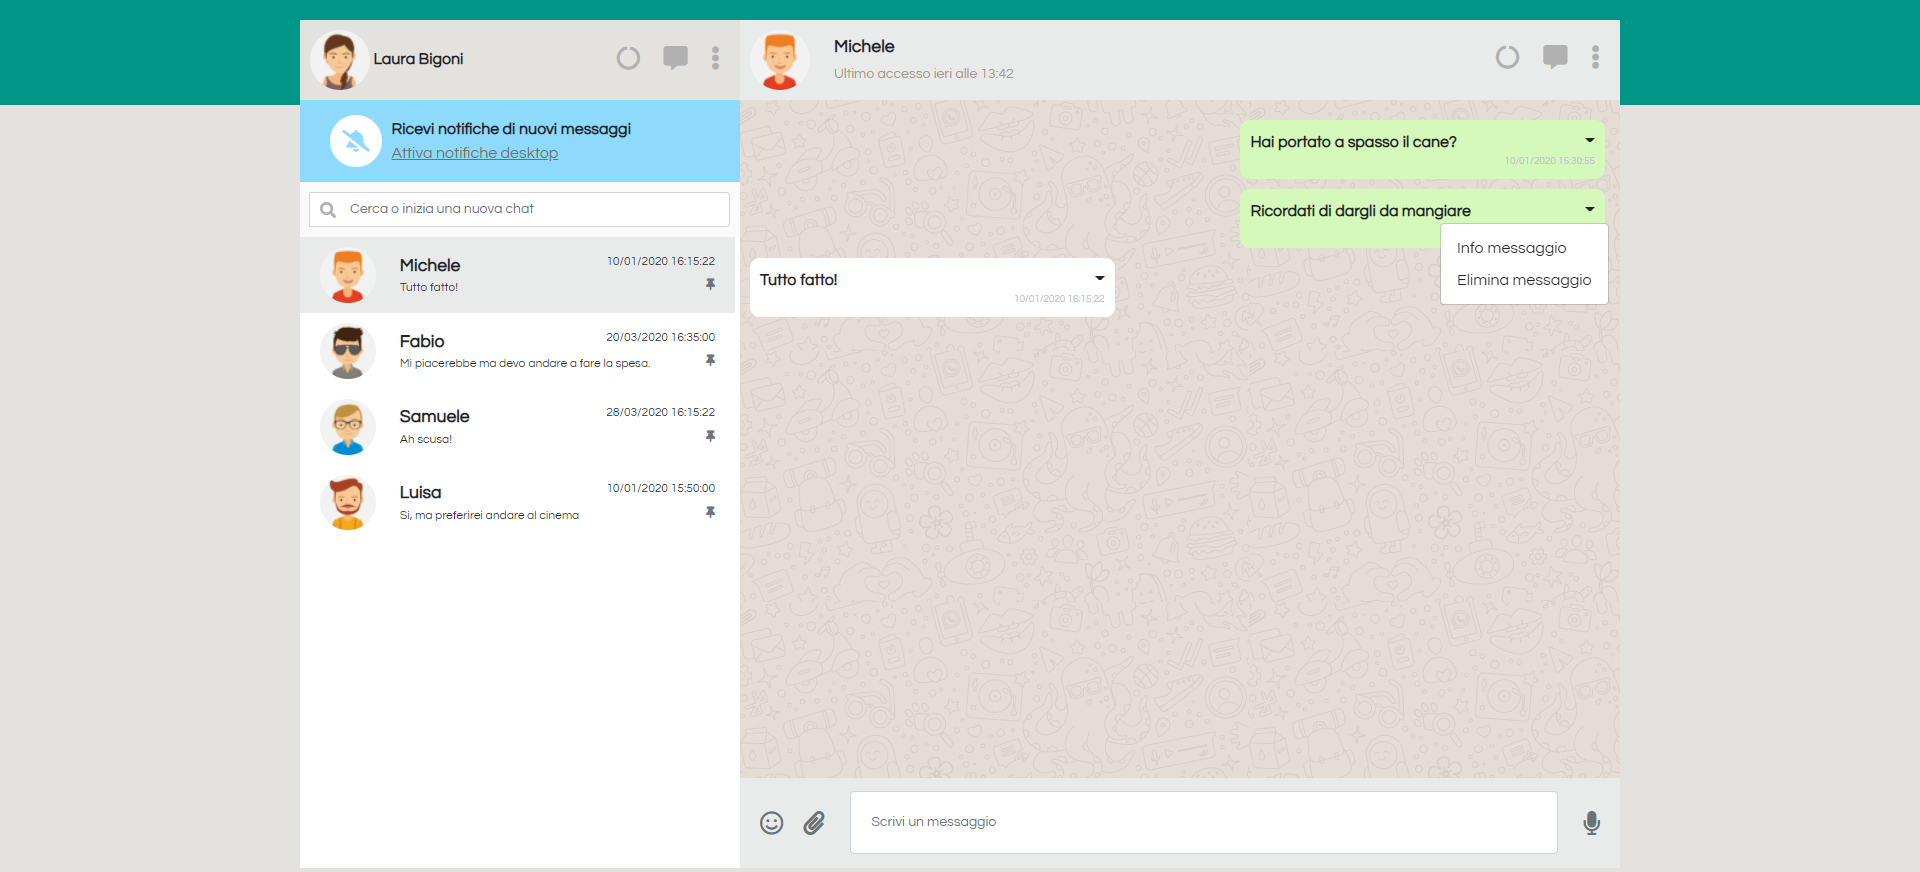 Laura Bigoni
Ricevi notifiche di nuovi messaggi
Attiva notifiche desktop
Cerca o inizia una nuova chat
Michele
10/01/2020 16:15:22
Tutto fatto!
Fabio
20/03/2020 16:35:00
Mi piacerebbe ma devo andare a fare la spesa.
Samuele
28/03/2020 16:15:22
Ah scusa!
Luisa
10/01/2020 15:50:00
Si, ma preferirei andare al cinema
Michele
Ultimo accesso ieri alle 13:42
Hai portato a spasso il cane?
10/01/2020 15:30:55
Ricordati di dargli da mangiare
Info messaggio
Elimina messaggio
Tutto fatto!
10/01/2020 16:15:22
Scrivi un messaggio